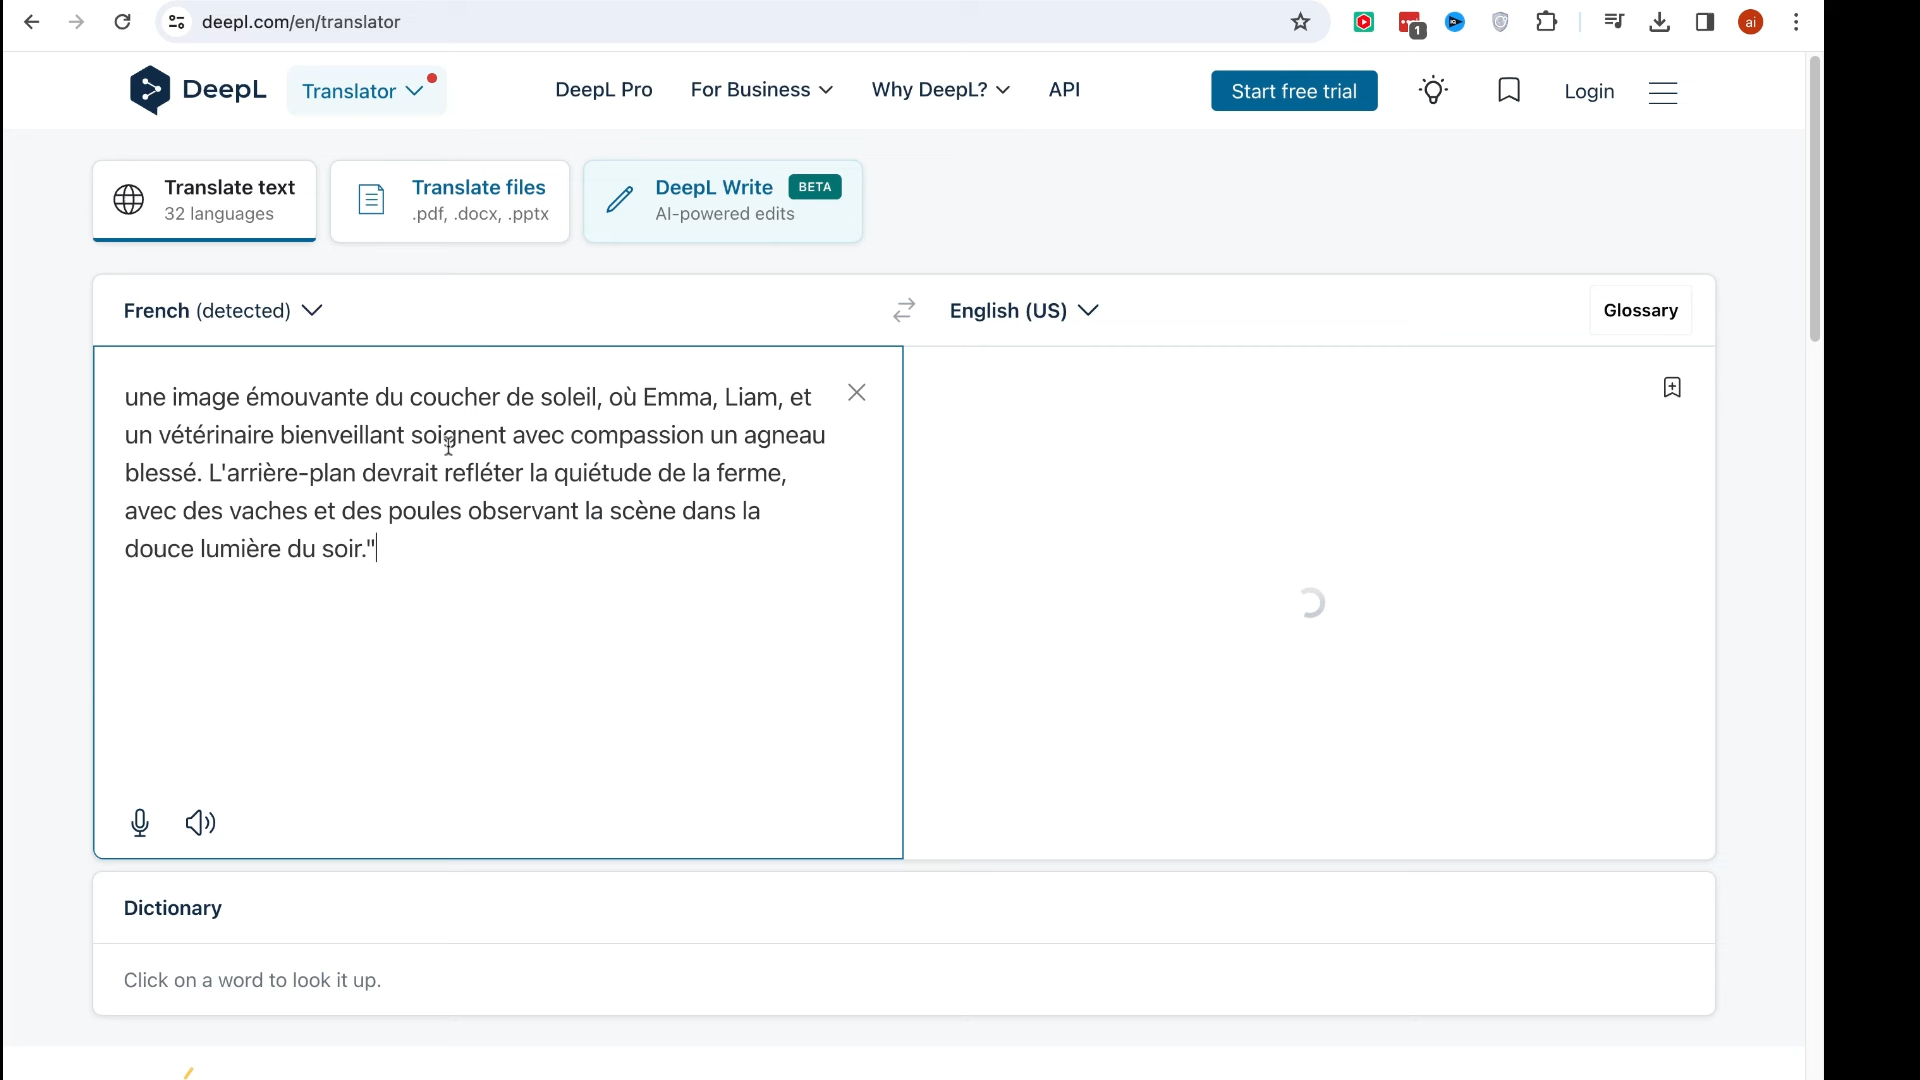 deepl.com/en/translator
1
ai
DeepL
Translator
DeepL Pro
For Business
Why DeepL?
API
Start free trial
Login
Translate text
32 languages
Translate files
.pdf, .docx, .pptx
DeepL Write
BETA
AI-powered edits
French (detected)
English (US)
Glossary
une image émouvante du coucher de soleil, où Emma, Liam, et
un vétérinaire bienveillant soignent avec compassion un agneau
blessé. L'arrière-plan devrait refléter la quiétude de la ferme,
avec des vaches et des poules observant la scène dans la
douce lumière du soir."
Dictionary
Click on a word to look it up.